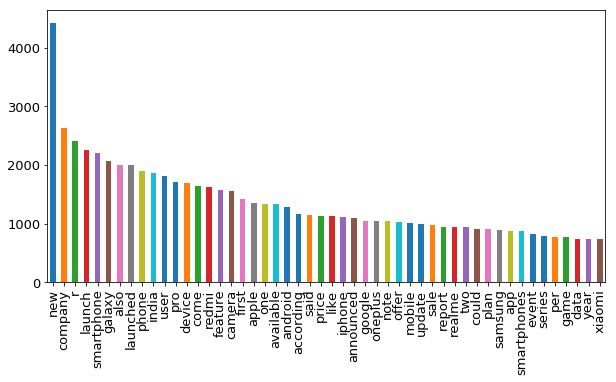 4000
3000
2000
1000
0
new
company
r
launch
smartphone
galaxy
also
launched
phone
india
user
pro
device
come
redmi
feature
camera
first
apple
one
available
android
according
said
price
like
iphone
announced
google
oneplus
note
offer
mobile
update
sale
report
realme
two
could
plan
samsung
app
smartphones
event
series
per
game
data
year
xiaomi